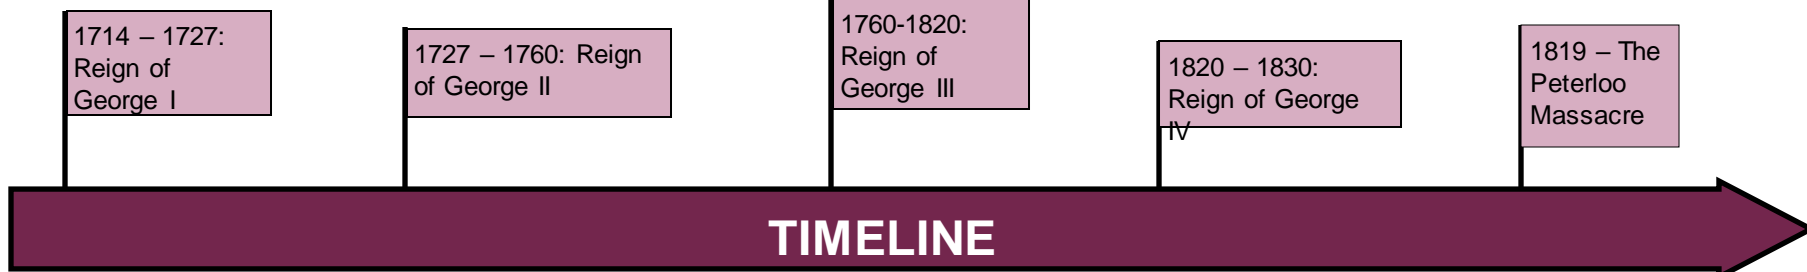 1714 – 1727:
Reign of
George I
1727 – 1760: Reign
of George II
1760-1820:
Reign of
George III
1820 – 1830:
Reign of George
IV
1819 – The
Peterloo
Massacre
TIMELINE